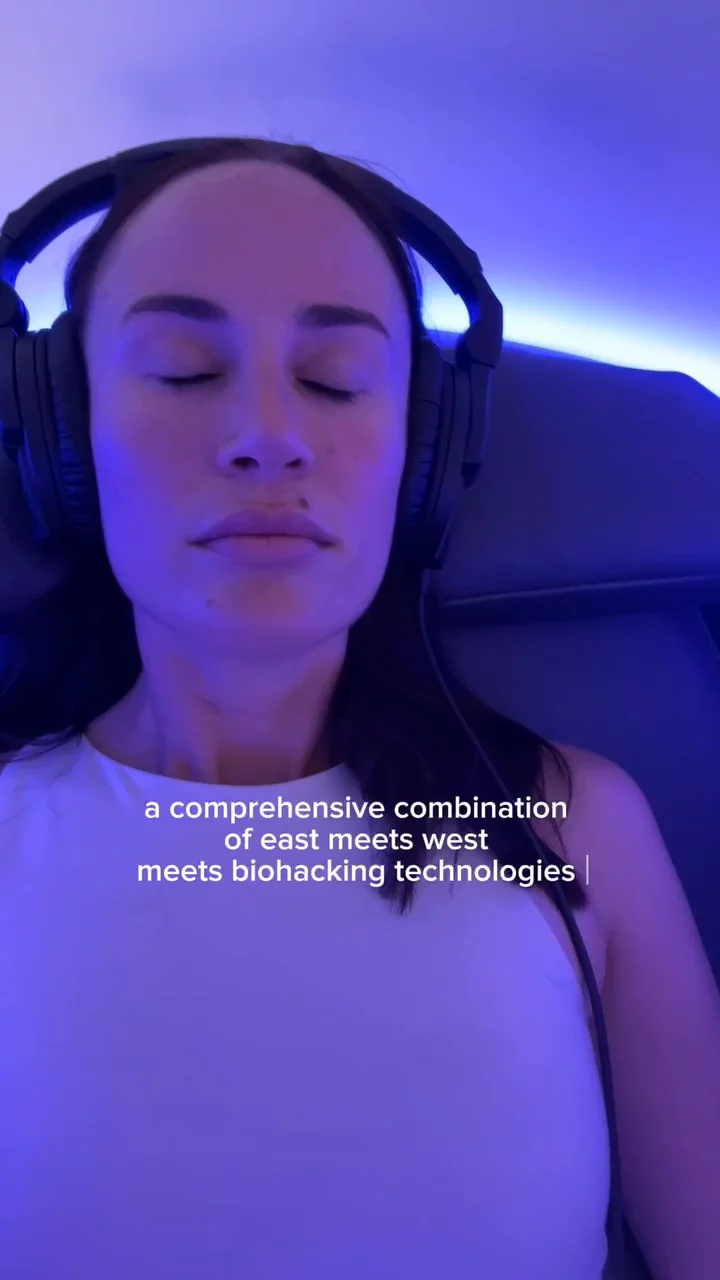 a comprehensive combination
of east meets west
meets biohacking technologies